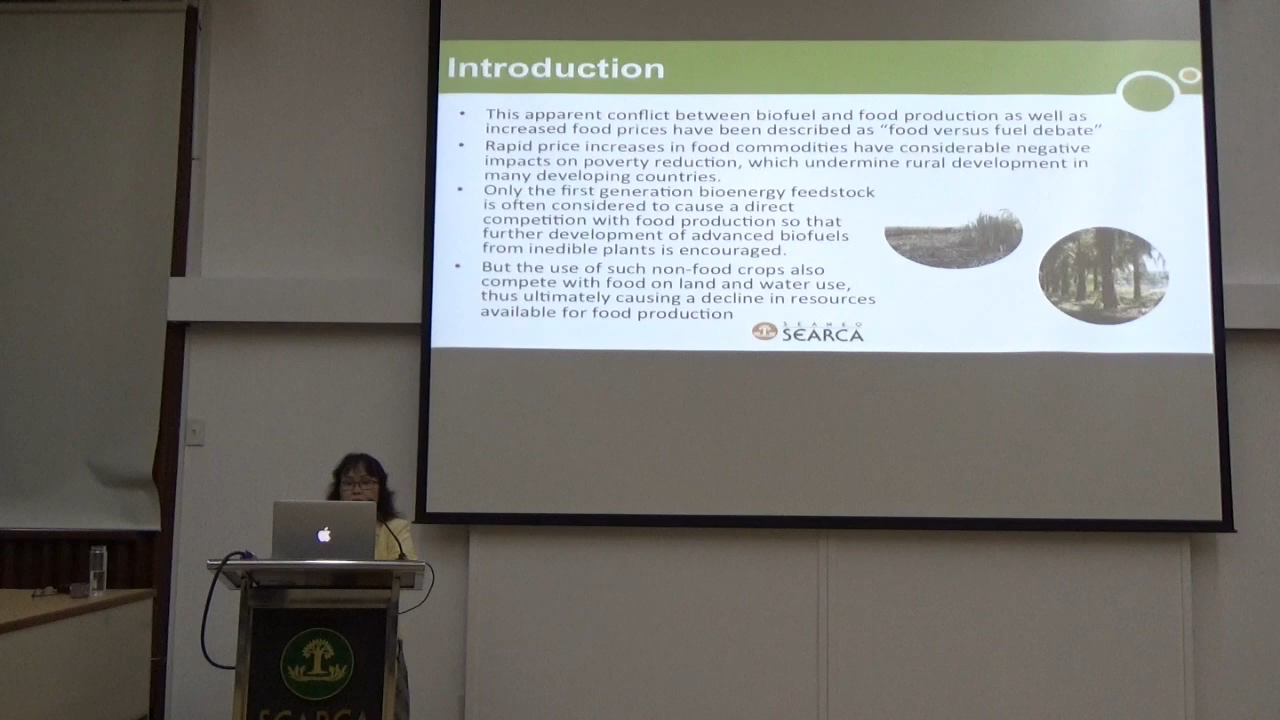 Introduction
• This apparent conflict between biofuel and food production as well as
increased food prices have been described as “food versus fuel debate”
• Rapid price increases in food commodities have considerable negative
impacts on poverty reduction, which undermine rural development in
many developing countries.
• Only the first generation bioenergy feedstock
is often considered to cause a direct
competition with food production so that
further development of advanced biofuels
from inedible plants is encouraged.
• But the use of such non-food crops also
compete with food on land and water use,
thus ultimately causing a decline in resources
available for food production
SEAMEO
SEARCA
SEARCA